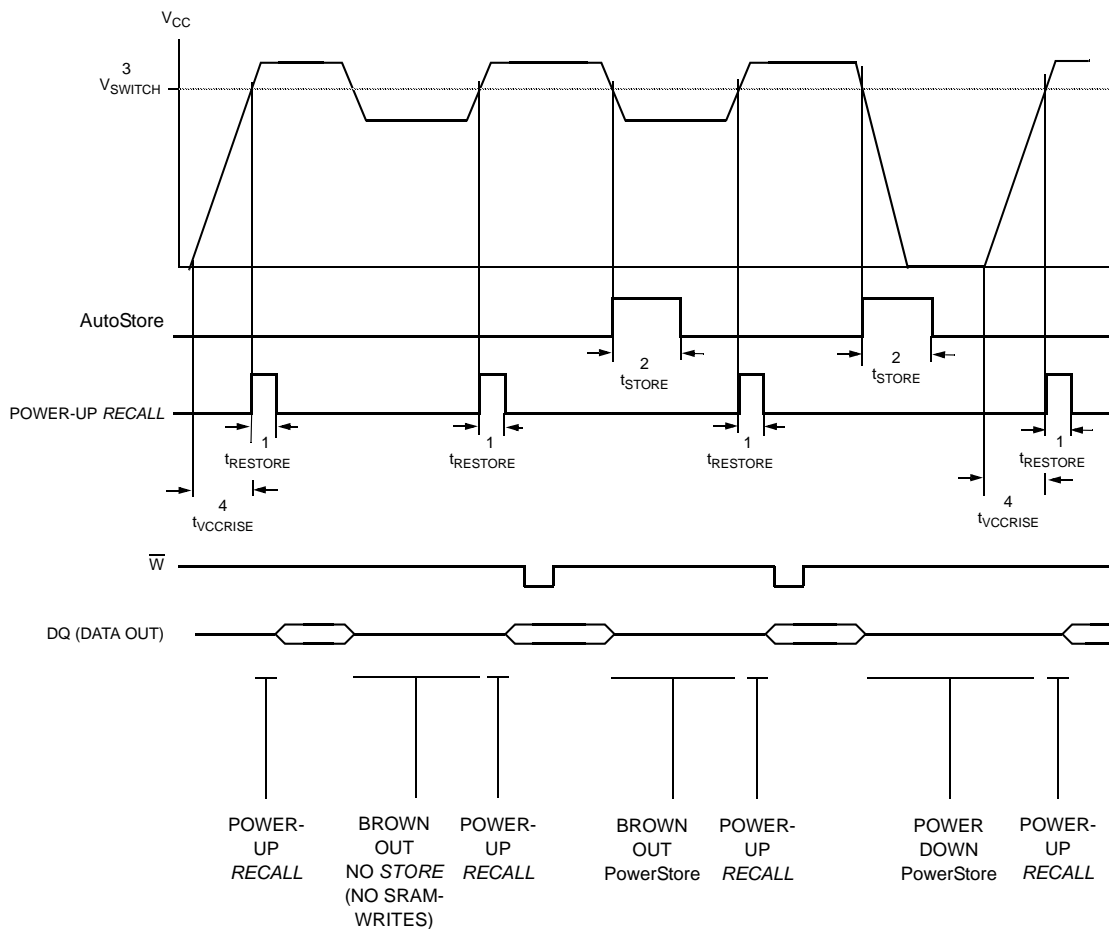 VCC
3
VSWITCH
AutoStore
2
tSTORE
2
tSTORE
POWER-UP RECALL
1
tRESTORE
1
tRESTORE
1
tRESTORE
1
tRESTORE
4
tVCCRISE
4
tVCCRISE
W
DQ (DATA OUT)
POWER-
UP
RECALL
BROWN
OUT
NO STORE
(NO SRAM-
WRITES)
POWER-
UP
RECALL
BROWN
OUT
PowerStore
POWER-
UP
RECALL
POWER
DOWN
PowerStore
POWER-
UP
RECALL